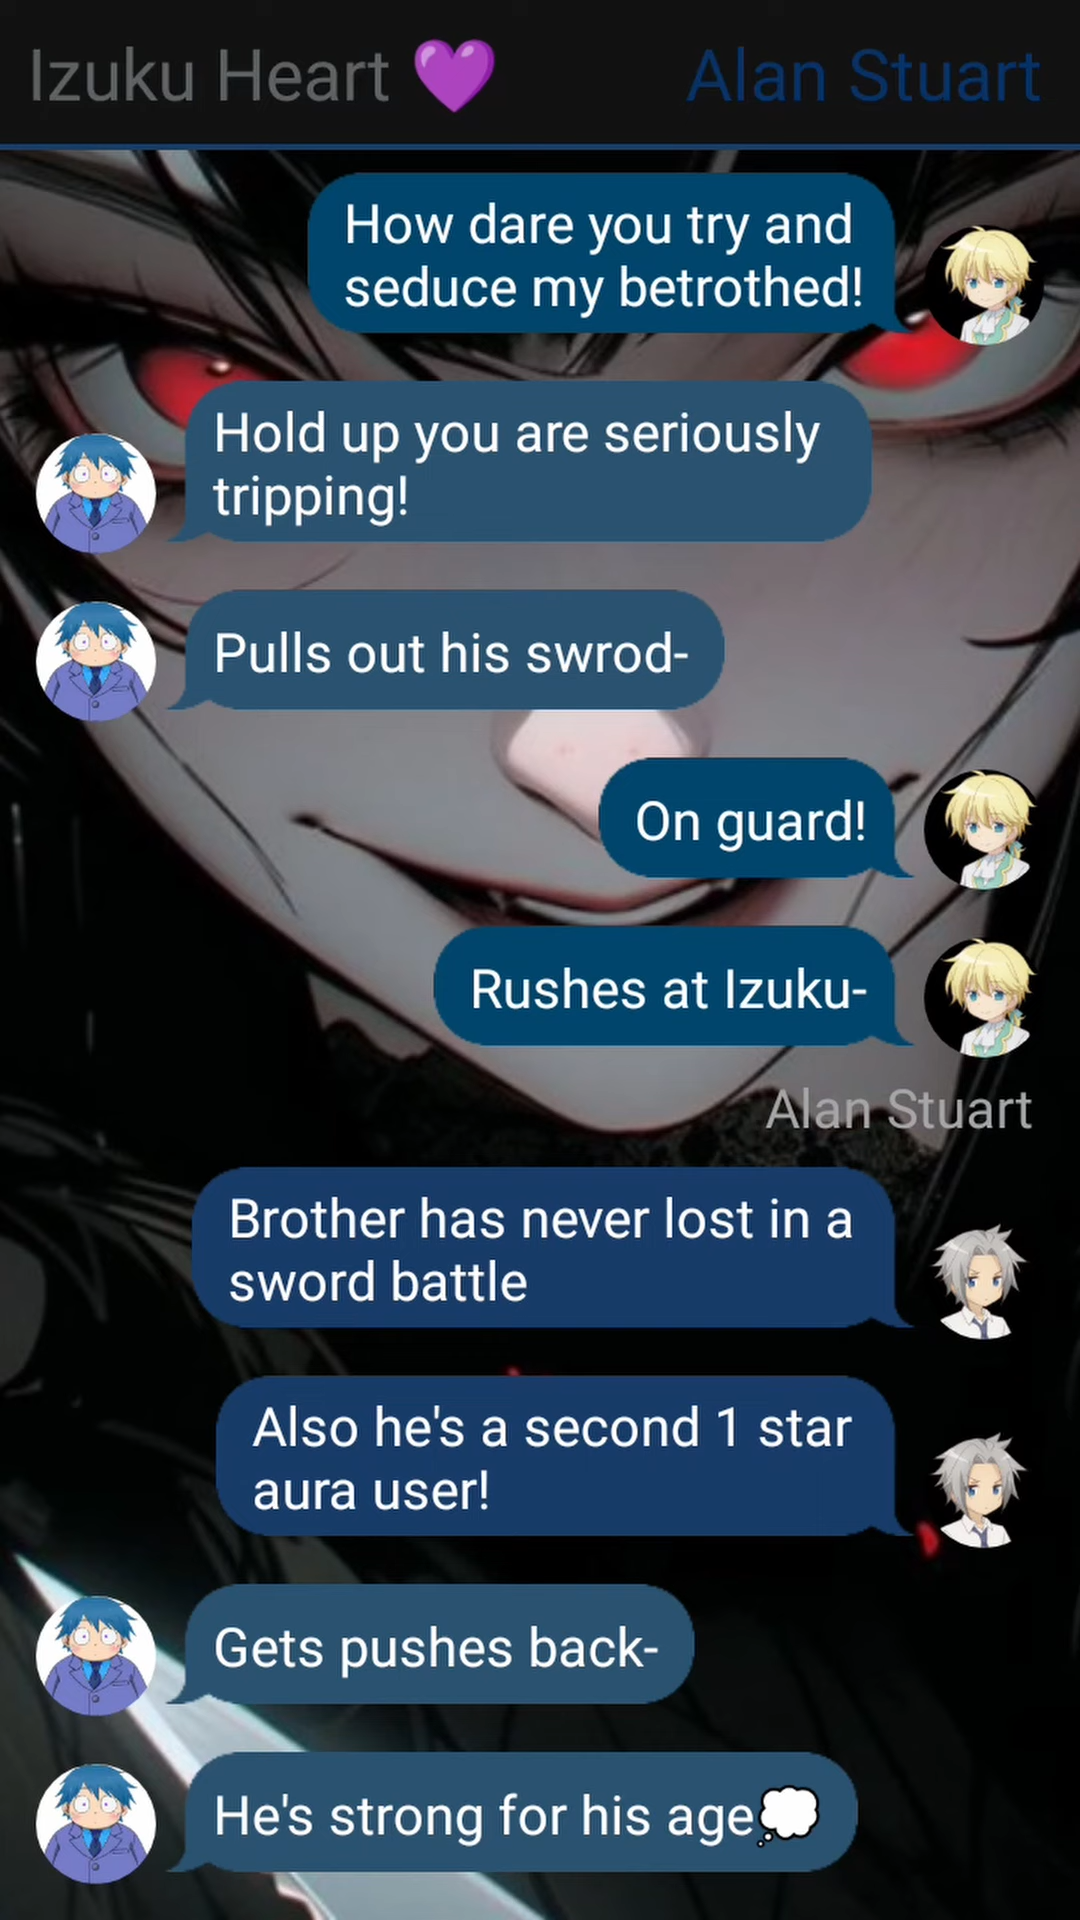 Izuku Heart 💜 Alan Stuart
How dare you try and
seduce my betrothed!
Hold up you are seriously
tripping!
Pulls out his swrod-
On guard!
Rushes at Izuku-
Alan Stuart
Brother has never lost in a
sword battle
Also he's a second 1 star
aura user!
Gets pushes back-
He's strong for his age💭